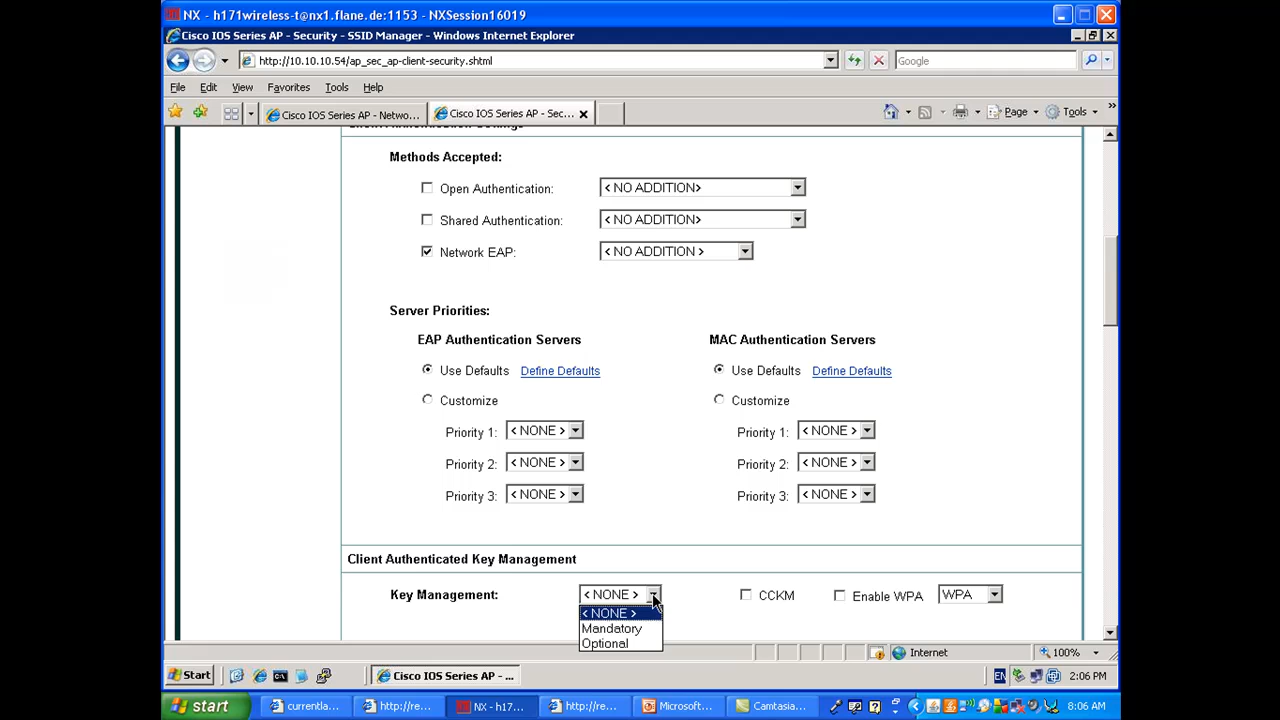 NX - h171wireless-t@nx1.flane.de:1153 - NXSession16019
Cisco IOS Series AP - Security - SSID Manager - Windows Internet Explorer
http://10.10.10.54/ap_sec_ap-client-security.shtml
Google
File Edit View Favorites Tools Help
Cisco IOS Series AP - Netwo... Cisco IOS Series AP - Sec... Page Tools
Client Authentication Settings
Methods Accepted:
Open Authentication: < NO ADDITION>
Shared Authentication: < NO ADDITION>
Network EAP: < NO ADDITION >
Server Priorities:
EAP Authentication Servers MAC Authentication Servers
Use Defaults Define Defaults Use Defaults Define Defaults
Customize Customize
Priority 1: < NONE > Priority 1: < NONE >
Priority 2: < NONE > Priority 2: < NONE >
Priority 3: < NONE > Priority 3: < NONE >
Client Authenticated Key Management
Key Management: < NONE > CCKM Enable WPA WPA
< NONE >
Mandatory
Optional
Internet 100%
Start Cisco IOS Series AP - ... EN 2:06 PM
start currentla... http://re... NX - h17... http://re... Microsoft... Camtasia... 8:06 AM